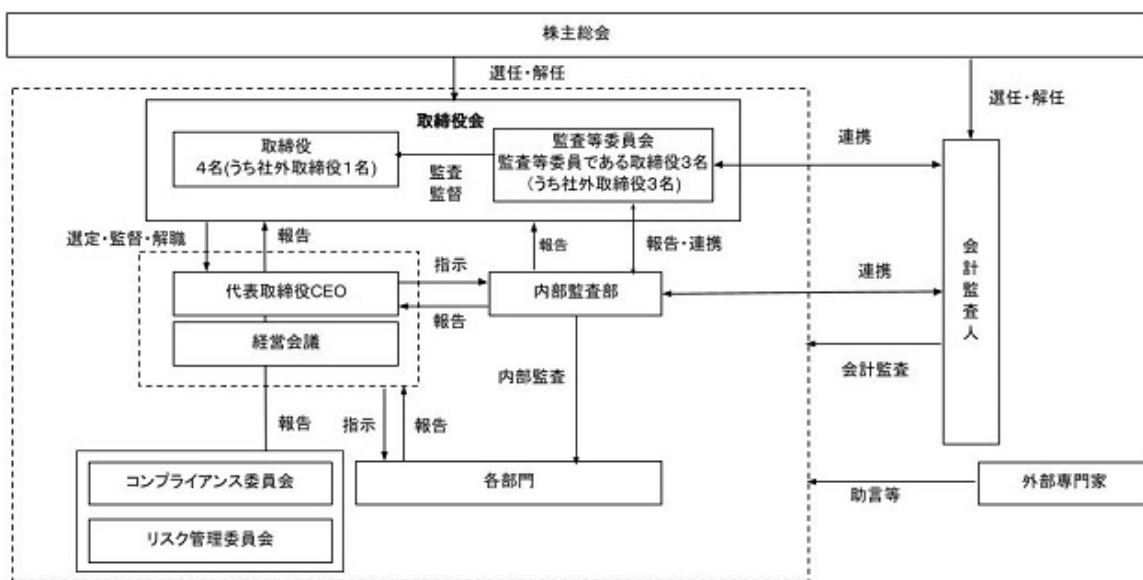 株主総会
選任・解任
選任・解任
取締役会
取締役
4名(うち社外取締役1名)
監査
監督
監査等委員会
監査等委員である取締役3名
(うち社外取締役3名)
連携
選定・監督・解職
報告
報告
報告・連携
代表取締役CEO
指示
報告
内部監査部
連携
会計監査人
経営会議
会計監査
内部監査
報告
指示
報告
コンプライアンス委員会
リスク管理委員会
各部門
助言等
外部専門家